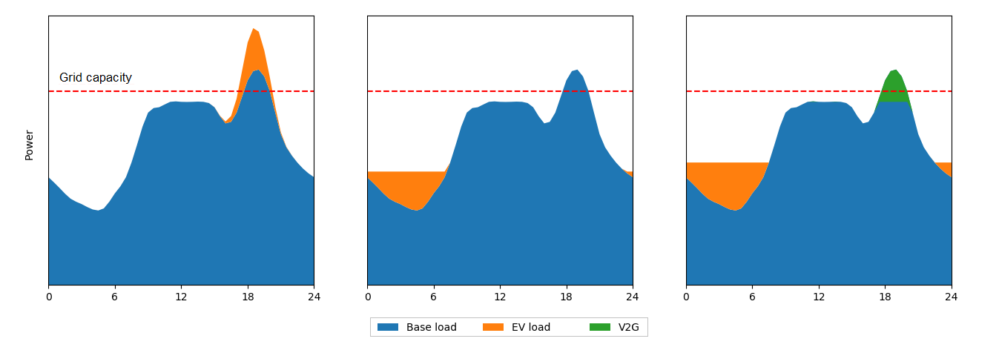 Grid capacity
Power
0 6 12 18 24
0 6 12 18 24
0 6 12 18 24
Base load EV load V2G